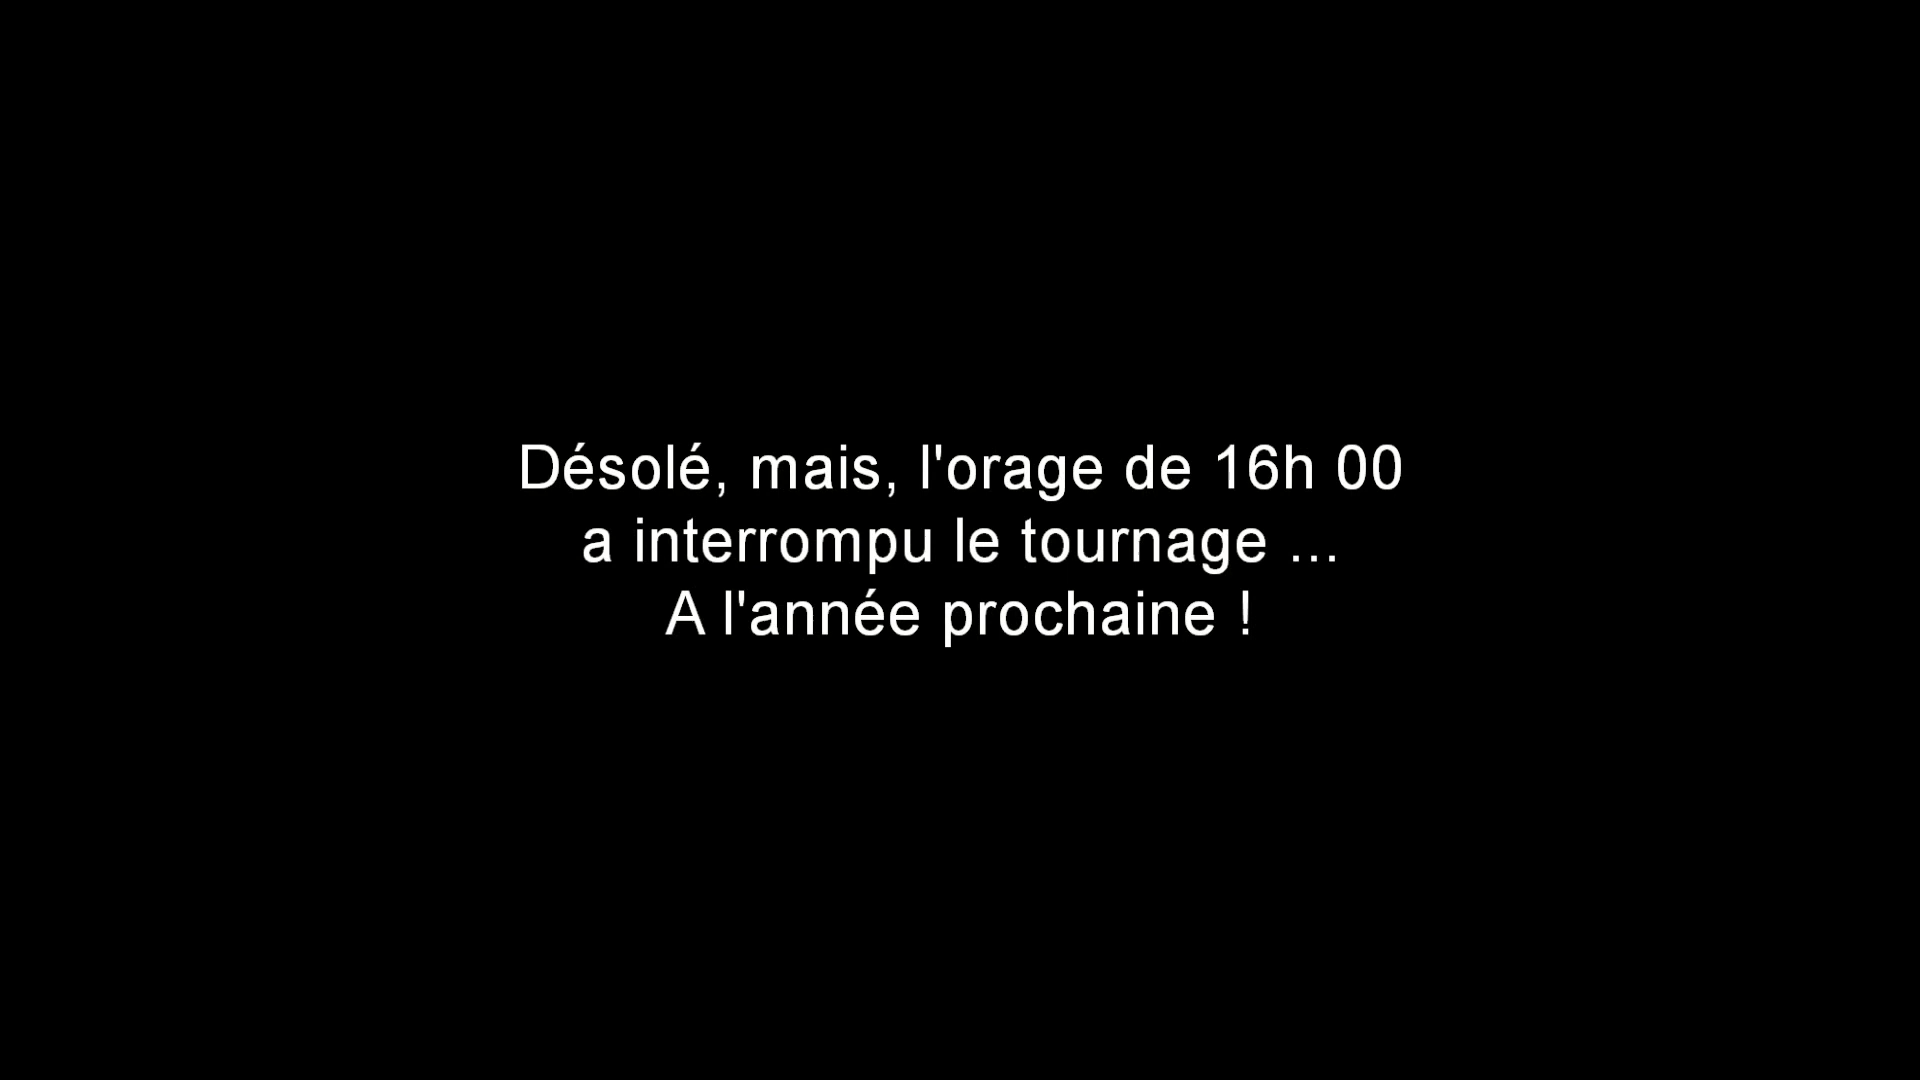 Désolé, mais, l'orage de 16h 00
a interrompu le tournage ...
A l'année prochaine !